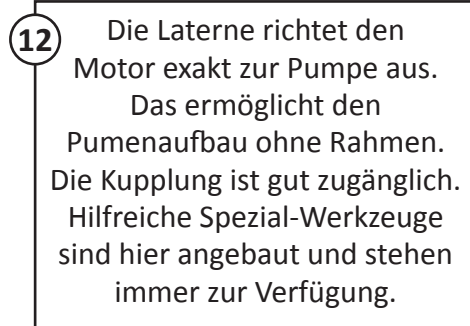 12
Die Laterne richtet den
Motor exakt zur Pumpe aus.
Das ermöglicht den
Pumenaufbau ohne Rahmen.
Die Kupplung ist gut zugänglich.
Hilfreiche Spezial-Werkzeuge
sind hier angebaut und stehen
immer zur Verfügung.